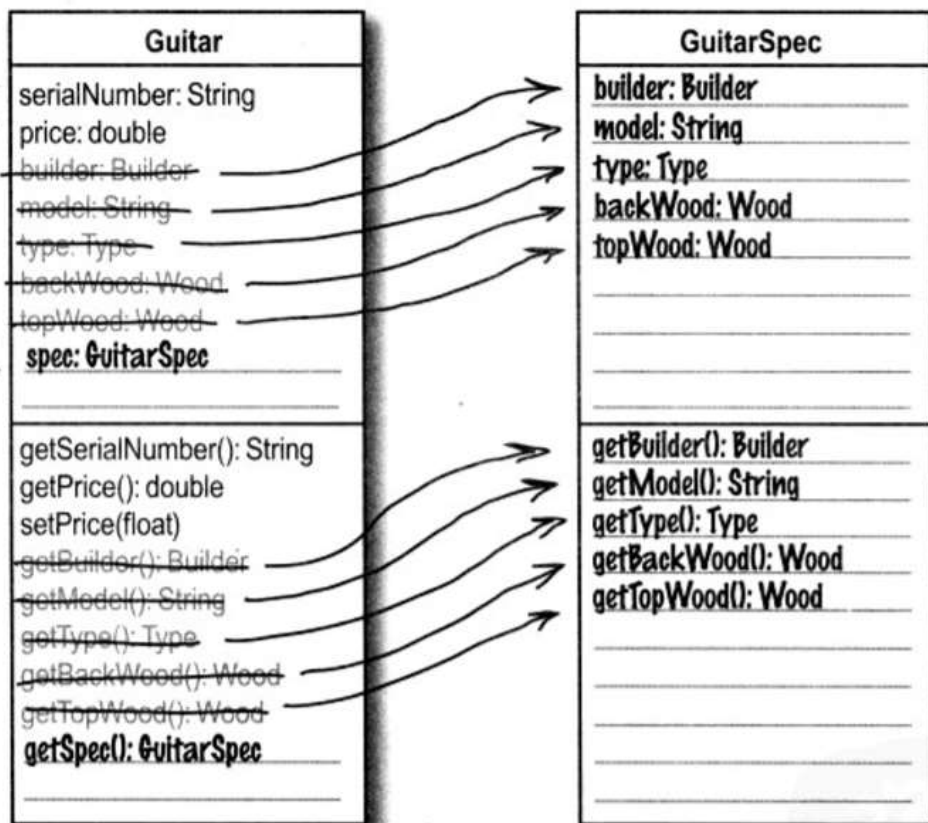 Guitar
serialNumber: String
price: double
builder: Builder
model: String
type: Type
backWood: Wood
topWood: Wood
spec: GuitarSpec
getSerialNumber(): String
getPrice(): double
setPrice(float)
getBuilder(): Builder
getModel(): String
getType(): Type
getBackWood(): Wood
getTopWood(): Wood
getSpec(): GuitarSpec
GuitarSpec
builder: Builder
model: String
type: Type
backWood: Wood
topWood: Wood
getBuilder(): Builder
getModel(): String
getType(): Type
getBackWood(): Wood
getTopWood(): Wood